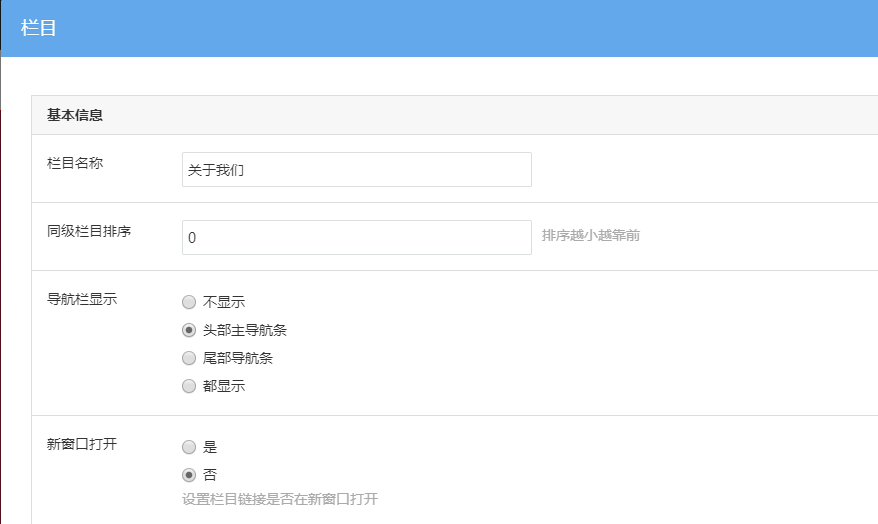 栏目
基本信息
栏目名称
关于我们
同级栏目排序
0
排序越小越靠前
导航栏显示
不显示
头部主导航条
尾部导航条
都显示
新窗口打开
是
否
设置栏目链接是否在新窗口打开